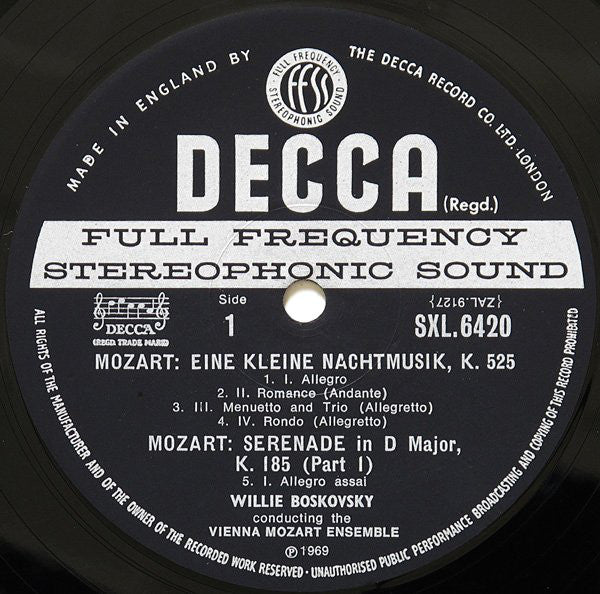 MADE IN ENGLAND BY
THE DECCA RECORD CO. LTD. LONDON
FULL FREQUENCY
ffss
STEREOPHONIC SOUND
DECCA (Regd.)
FULL FREQUENCY
STEREOPHONIC SOUND
DECCA
(REGD. TRADE MARK)
Side
1
{ZAL.9127}
SXL.6420
MOZART: EINE KLEINE NACHTMUSIK, K. 525
1. I. Allegro
2. II. Romance (Andante)
3. III. Menuetto and Trio (Allegretto)
4. IV. Rondo (Allegretto)
MOZART: SERENADE in D Major,
K. 185 (Part I)
5. I. Allegro assai
WILLIE BOSKOVSKY
conducting the
VIENNA MOZART ENSEMBLE
Ⓟ 1969
ALL RIGHTS OF THE MANUFACTURER AND OF THE OWNER OF THE RECORDED WORK RESERVED · UNAUTHORISED PUBLIC PERFORMANCE BROADCASTING AND COPYING OF THIS RECORD PROHIBITED